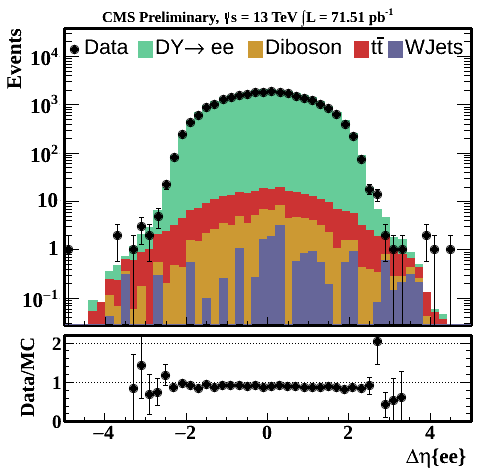 CMS Preliminary, √s = 13 TeV ∫L = 71.51 pb⁻¹
Events
Data DY→ ee Diboson tt̄ WJets
10⁴
10³
10²
10
1
10⁻¹
Data/MC
2
1
0
−4 −2 0 2 4
Δη{ee}